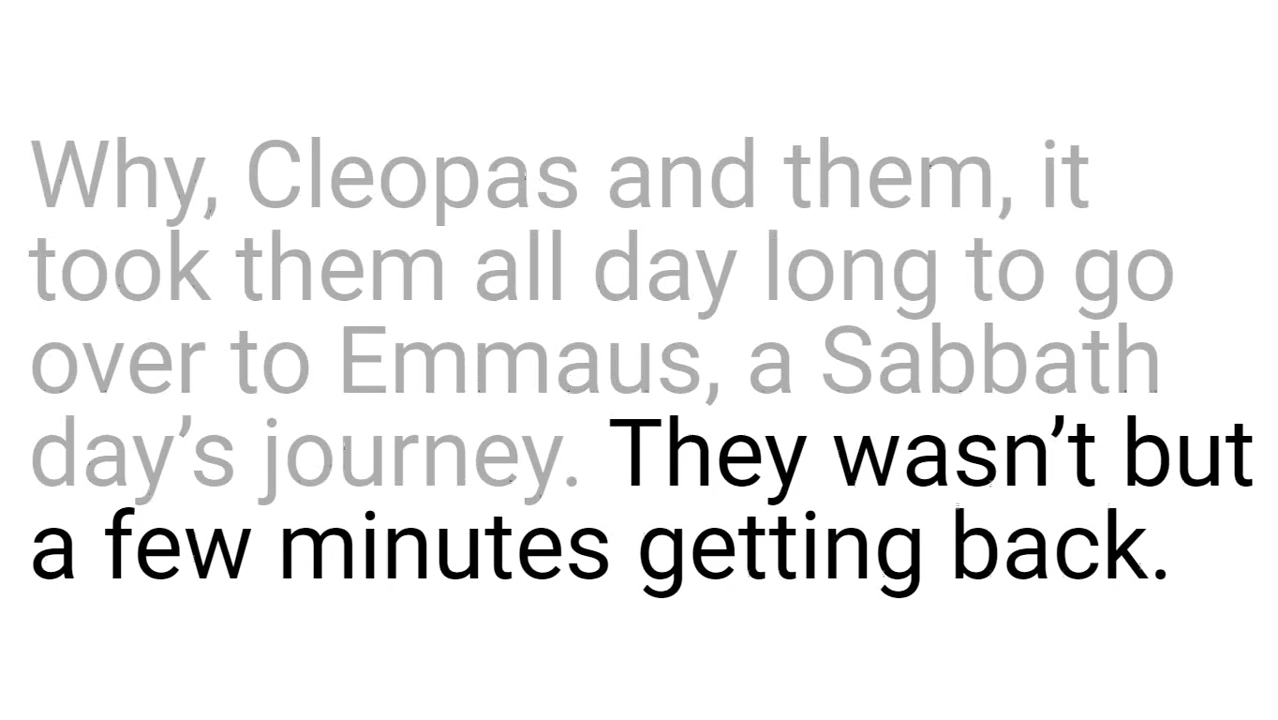 Why, Cleopas and them, it
took them all day long to go
over to Emmaus, a Sabbath
day’s journey. They wasn’t but
a few minutes getting back.